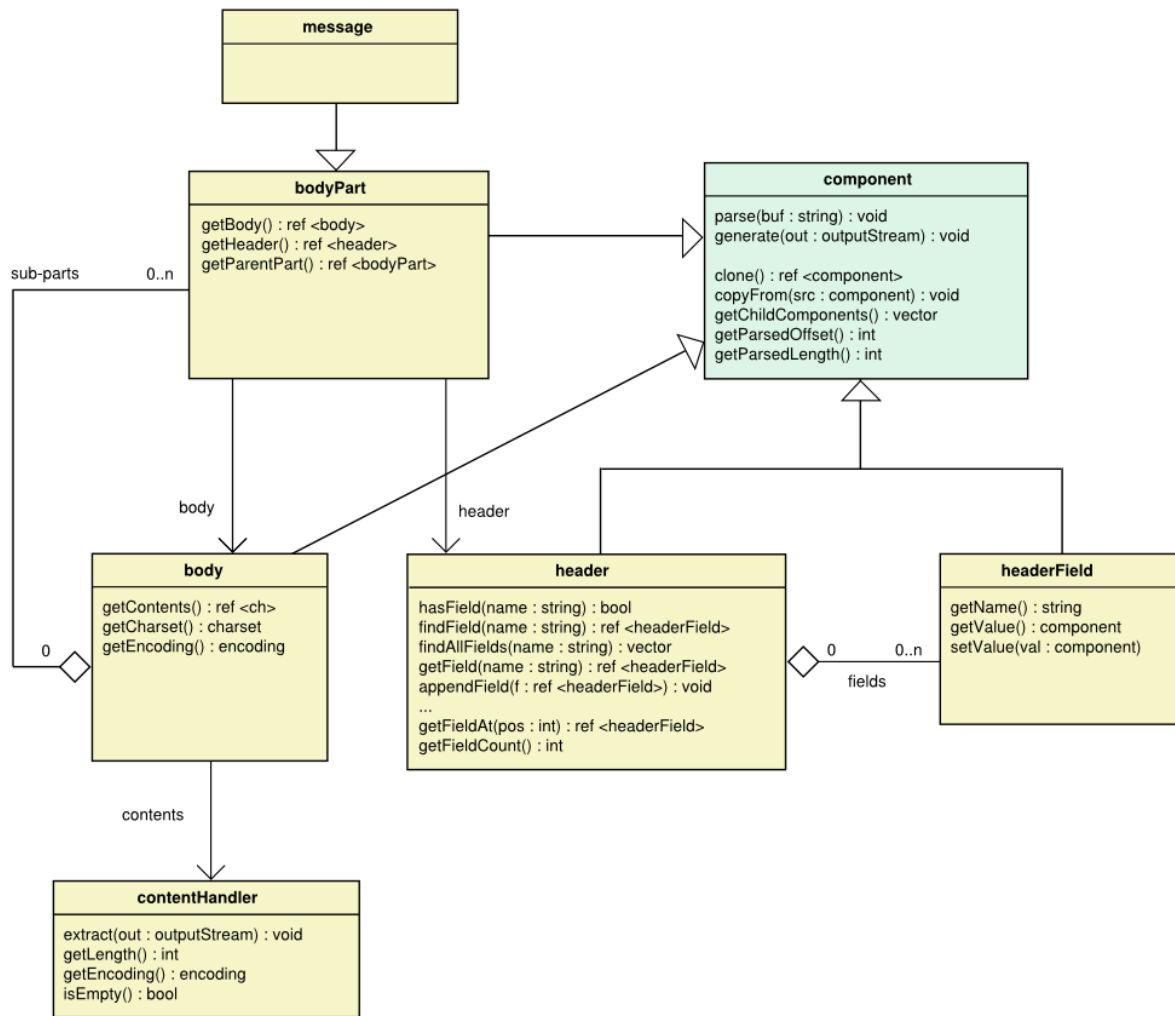 message
bodyPart
getBody() : ref <body>
getHeader() : ref <header>
getParentPart() : ref <bodyPart>
component
parse(buf : string) : void
generate(out : outputStream) : void
clone() : ref <component>
copyFrom(src : component) : void
getChildComponents() : vector
getParsedOffset() : int
getParsedLength() : int
sub-parts
0..n
body
header
body
getContents() : ref <ch>
getCharset() : charset
getEncoding() : encoding
0
header
hasField(name : string) : bool
findField(name : string) : ref <headerField>
findAllFields(name : string) : vector
getField(name : string) : ref <headerField>
appendField(f : ref <headerField>) : void
...
getFieldAt(pos : int) : ref <headerField>
getFieldCount() : int
0
0..n
fields
headerField
getName() : string
getValue() : component
setValue(val : component)
contents
contentHandler
extract(out : outputStream) : void
getLength() : int
getEncoding() : encoding
isEmpty() : bool